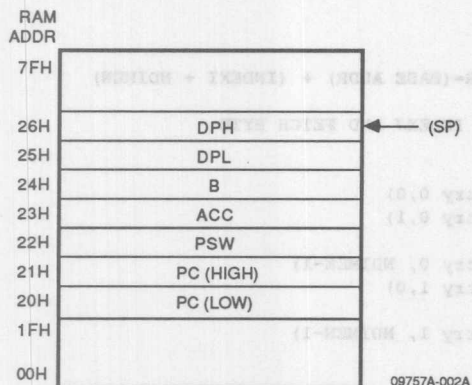 RAM
ADDR
7FH
26H DPH (SP)
25H DPL
24H B
23H ACC
22H PSW
21H PC (HIGH)
20H PC (LOW)
1FH
00H
09757A-002A